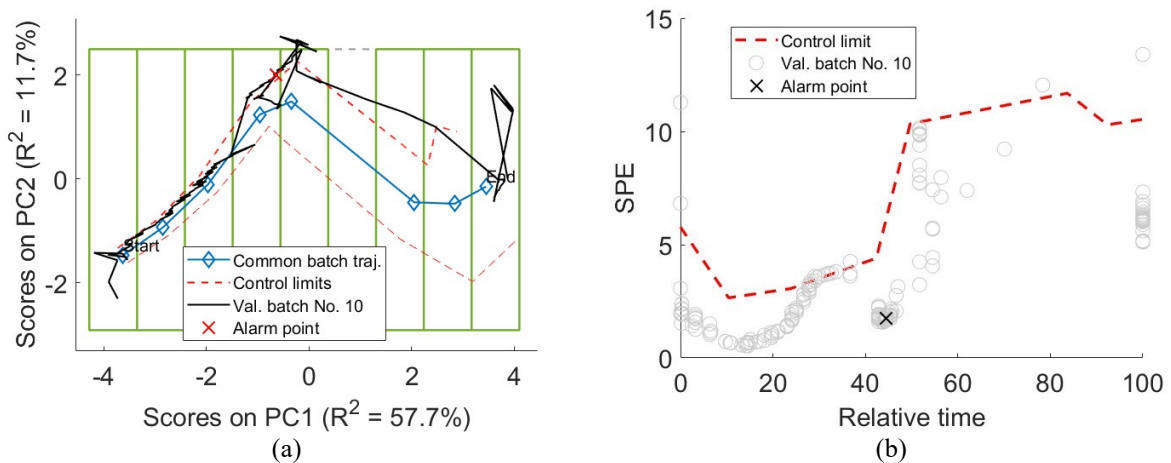 Scores on PC2 (R² = 11.7%)
2
0
-2
Start
End
Common batch traj.
Control limits
Val. batch No. 10
Alarm point
-4
-2
0
2
4
Scores on PC1 (R² = 57.7%)
(a)
SPE
15
10
5
0
Control limit
Val. batch No. 10
Alarm point
0
20
40
60
80
100
Relative time
(b)